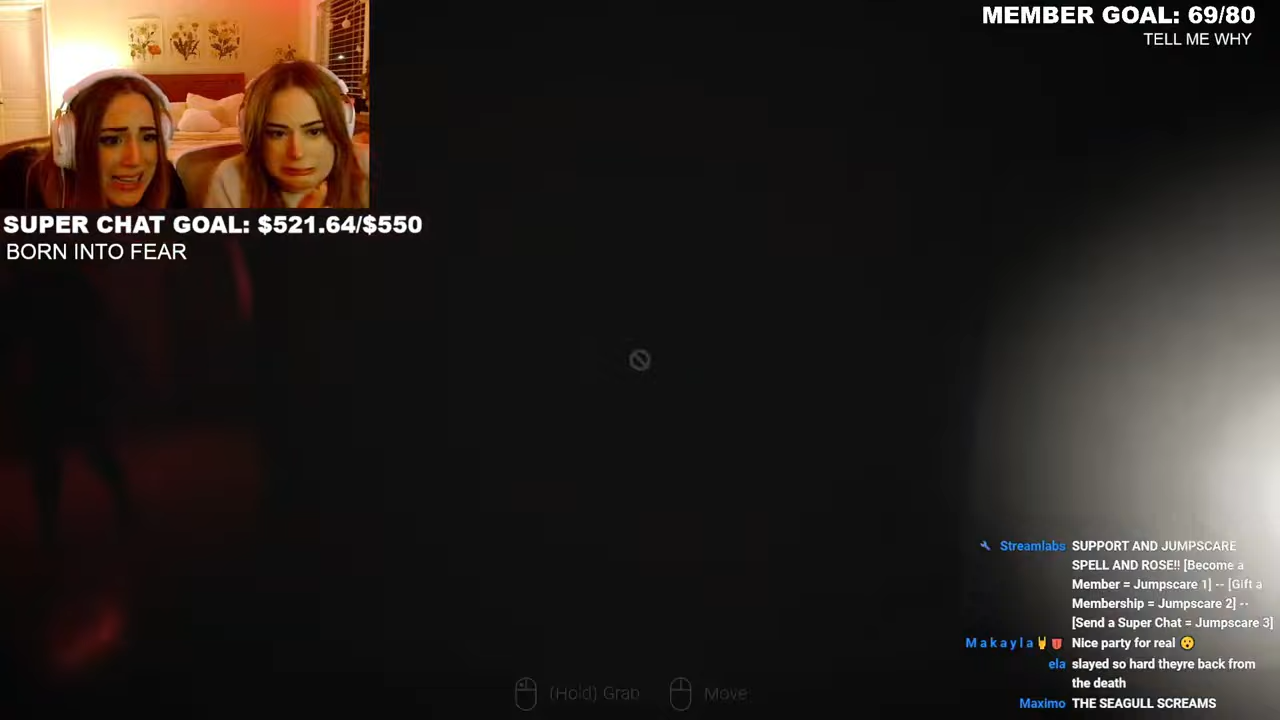 MEMBER GOAL: 69/80
TELL ME WHY
SUPER CHAT GOAL: $521.64/$550
BORN INTO FEAR
Streamlabs SUPPORT AND JUMPSCARE
SPELL AND ROSE!! [Become a
Member = Jumpscare 1] -- [Gift a
Membership = Jumpscare 2] --
[Send a Super Chat = Jumpscare 3]
M a k a y l a🤘👅 Nice party for real 😮
ela slayed so hard theyre back from
the death
Maximo THE SEAGULL SCREAMS
(Hold) Grab Move